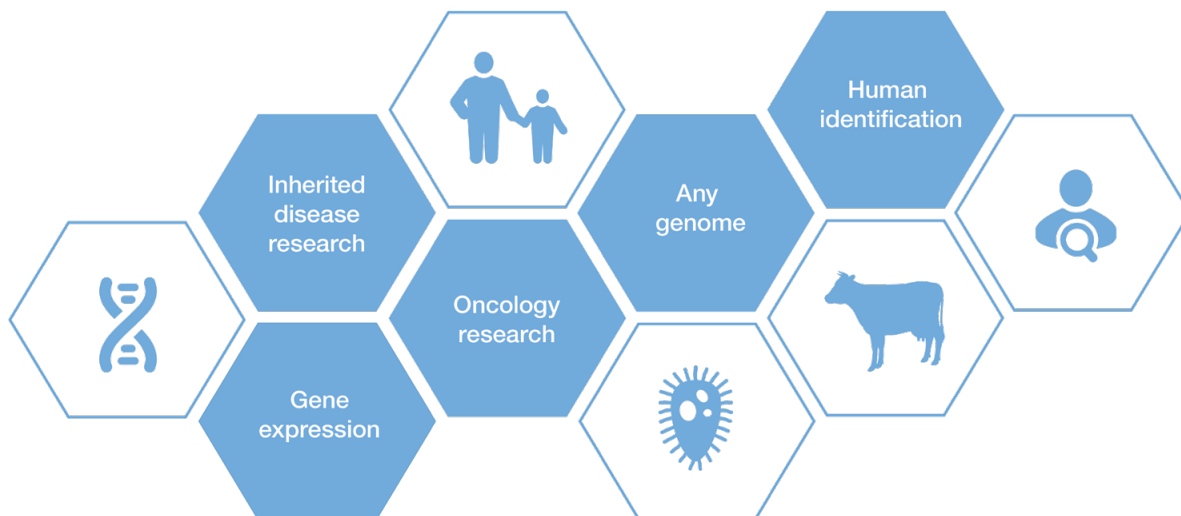 Human
identification
Inherited
disease
research
Any
genome
Oncology
research
Gene
expression